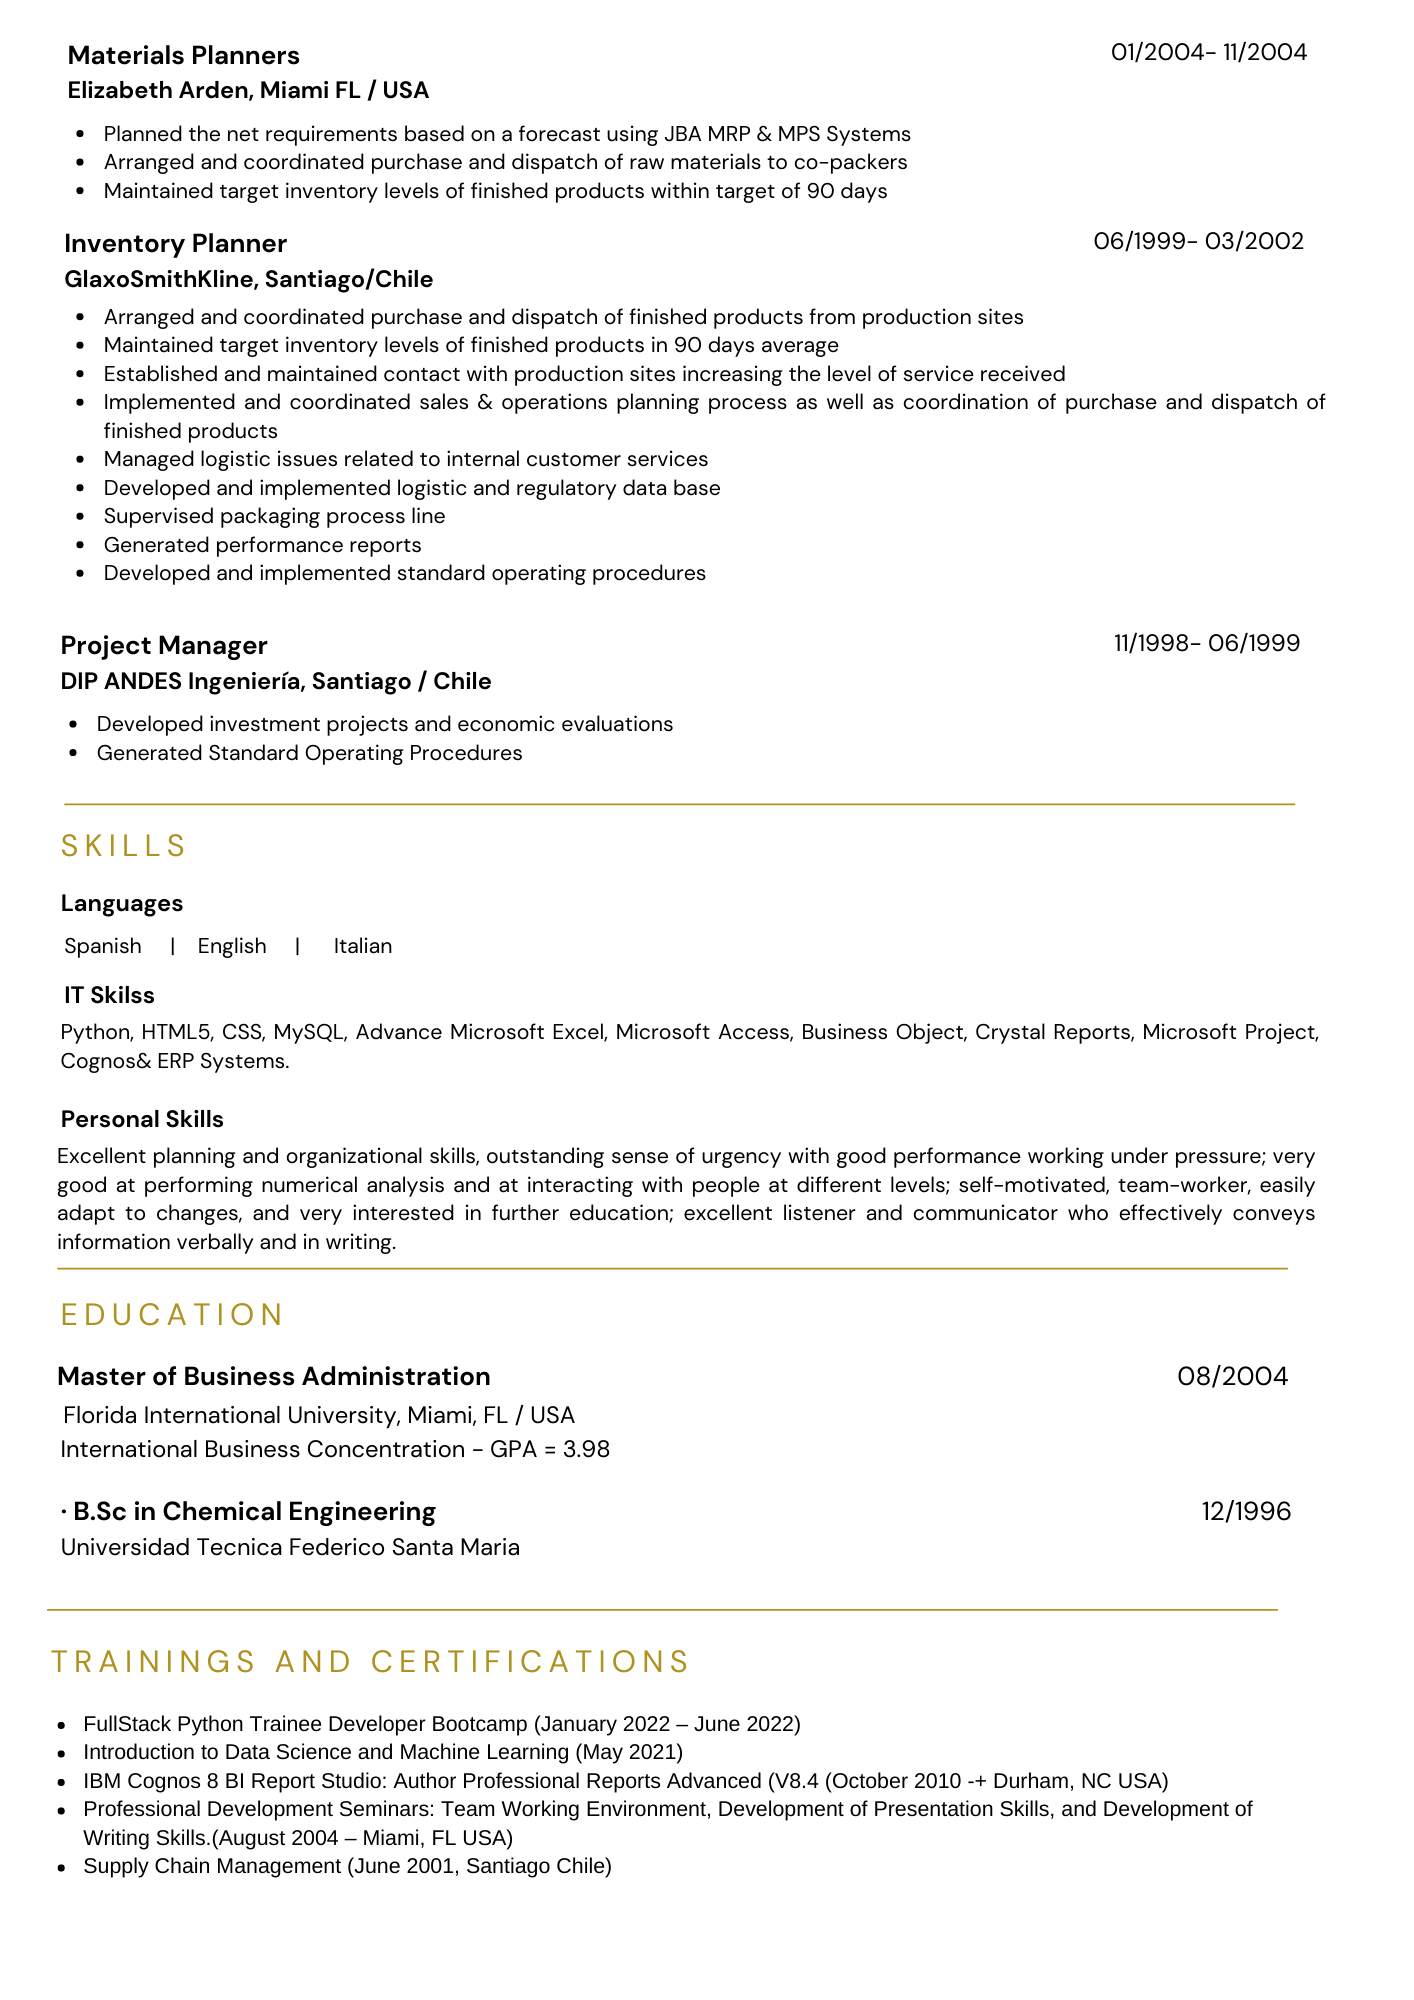 Materials Planners 01/2004- 11/2004
Elizabeth Arden, Miami FL / USA
• Planned the net requirements based on a forecast using JBA MRP & MPS Systems
• Arranged and coordinated purchase and dispatch of raw materials to co-packers
• Maintained target inventory levels of finished products within target of 90 days
Inventory Planner 06/1999- 03/2002
GlaxoSmithKline, Santiago/Chile
• Arranged and coordinated purchase and dispatch of finished products from production sites
• Maintained target inventory levels of finished products in 90 days average
• Established and maintained contact with production sites increasing the level of service received
• Implemented and coordinated sales & operations planning process as well as coordination of purchase and dispatch of
finished products
• Managed logistic issues related to internal customer services
• Developed and implemented logistic and regulatory data base
• Supervised packaging process line
• Generated performance reports
• Developed and implemented standard operating procedures
Project Manager 11/1998- 06/1999
DIP ANDES Ingeniería, Santiago / Chile
• Developed investment projects and economic evaluations
• Generated Standard Operating Procedures
SKILLS
Languages
Spanish | English | Italian
IT Skilss
Python, HTML5, CSS, MySQL, Advance Microsoft Excel, Microsoft Access, Business Object, Crystal Reports, Microsoft Project,
Cognos& ERP Systems.
Personal Skills
Excellent planning and organizational skills, outstanding sense of urgency with good performance working under pressure; very
good at performing numerical analysis and at interacting with people at different levels; self-motivated, team-worker, easily
adapt to changes, and very interested in further education; excellent listener and communicator who effectively conveys
information verbally and in writing.
EDUCATION
Master of Business Administration 08/2004
Florida International University, Miami, FL / USA
International Business Concentration – GPA = 3.98
· B.Sc in Chemical Engineering 12/1996
Universidad Tecnica Federico Santa Maria
TRAININGS AND CERTIFICATIONS
• FullStack Python Trainee Developer Bootcamp (January 2022 – June 2022)
• Introduction to Data Science and Machine Learning (May 2021)
• IBM Cognos 8 BI Report Studio: Author Professional Reports Advanced (V8.4 (October 2010 -+ Durham, NC USA)
• Professional Development Seminars: Team Working Environment, Development of Presentation Skills, and Development of
Writing Skills.(August 2004 – Miami, FL USA)
• Supply Chain Management (June 2001, Santiago Chile)